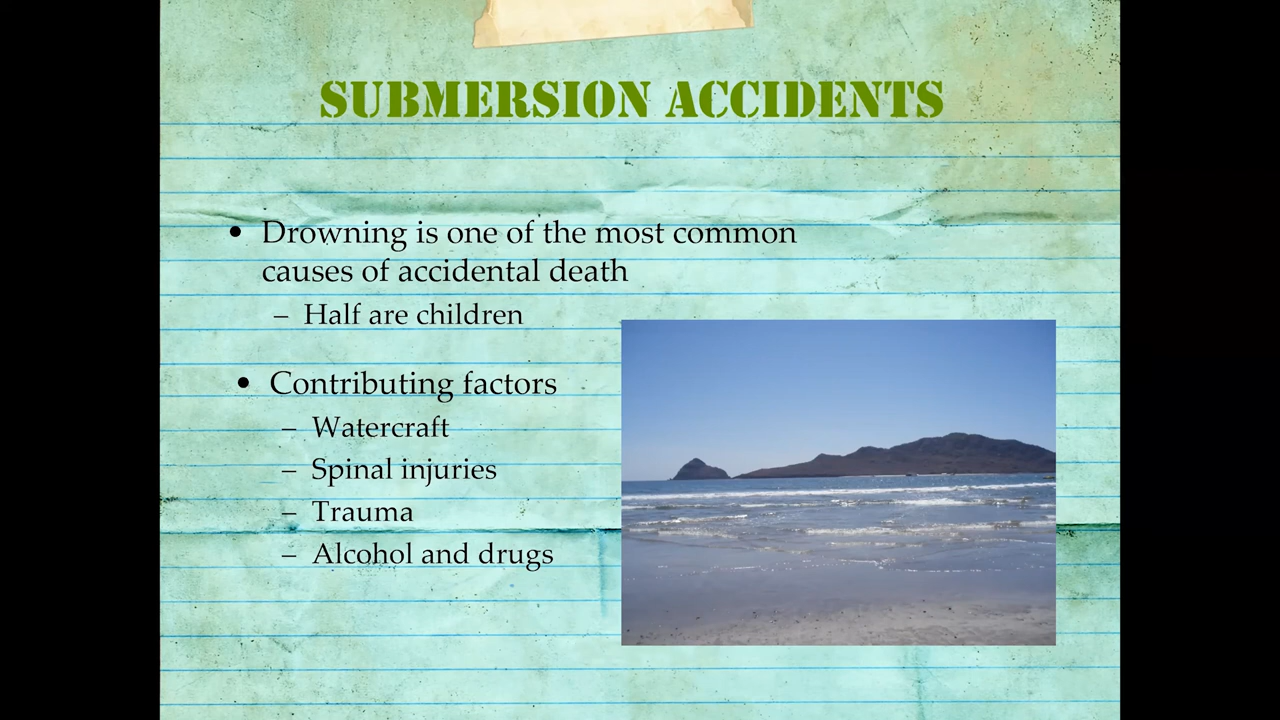 SUBMERSION ACCIDENTS
• Drowning is one of the most common
causes of accidental death
– Half are children
• Contributing factors
– Watercraft
– Spinal injuries
– Trauma
– Alcohol and drugs